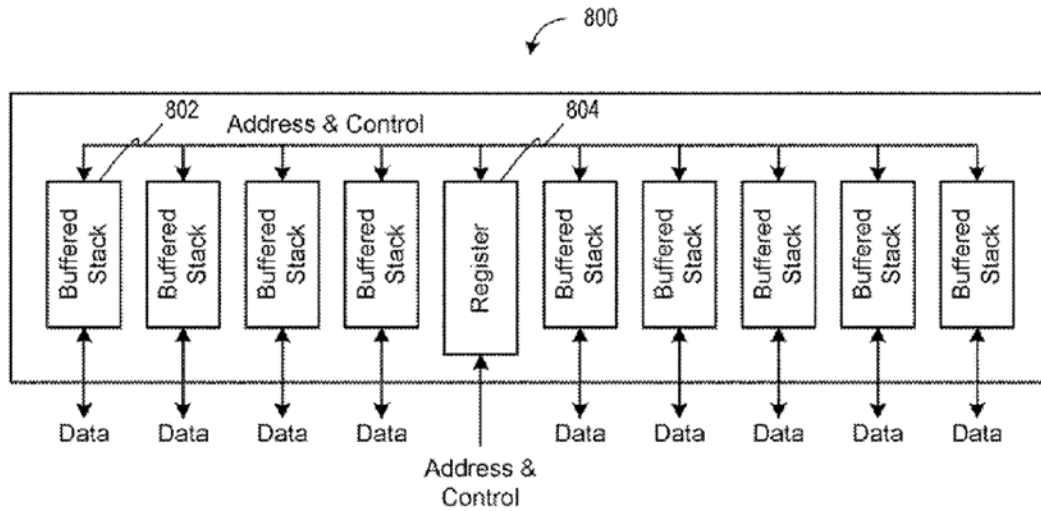 800
802
Address & Control
804
Buffered
Stack
Buffered
Stack
Buffered
Stack
Buffered
Stack
Register
Buffered
Stack
Buffered
Stack
Buffered
Stack
Buffered
Stack
Buffered
Stack
Data
Data
Data
Data
Data
Data
Data
Data
Data
Address &
Control